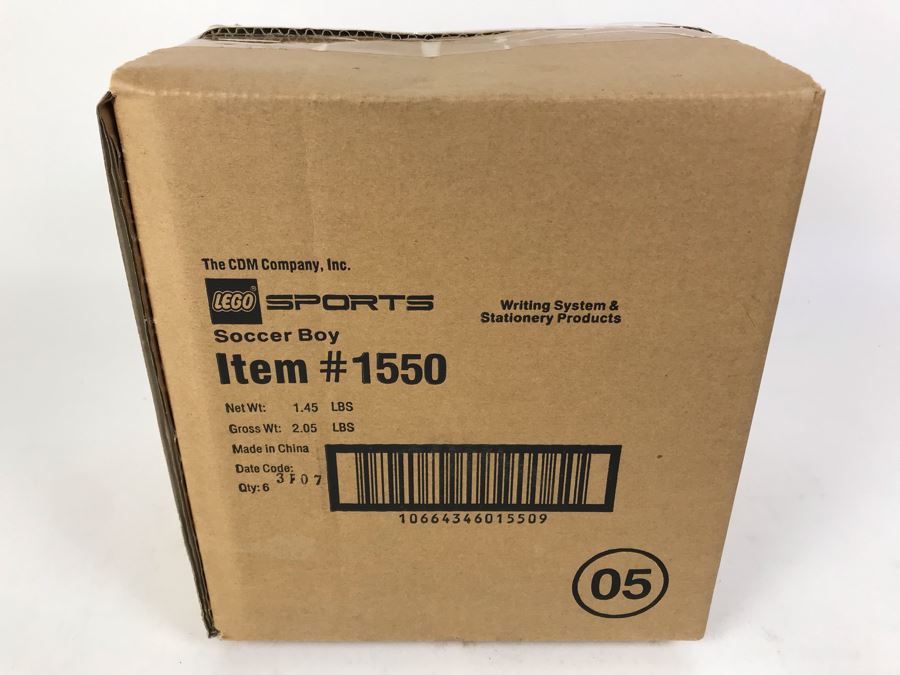 The CDM Company, Inc.
LEGO® SPORTS
Writing System &
Stationery Products
Soccer Boy
Item #1550
Net Wt: 1.45 LBS
Gross Wt: 2.05 LBS
Made in China
Date Code: 3F07
Qty: 6
10664346015509
05